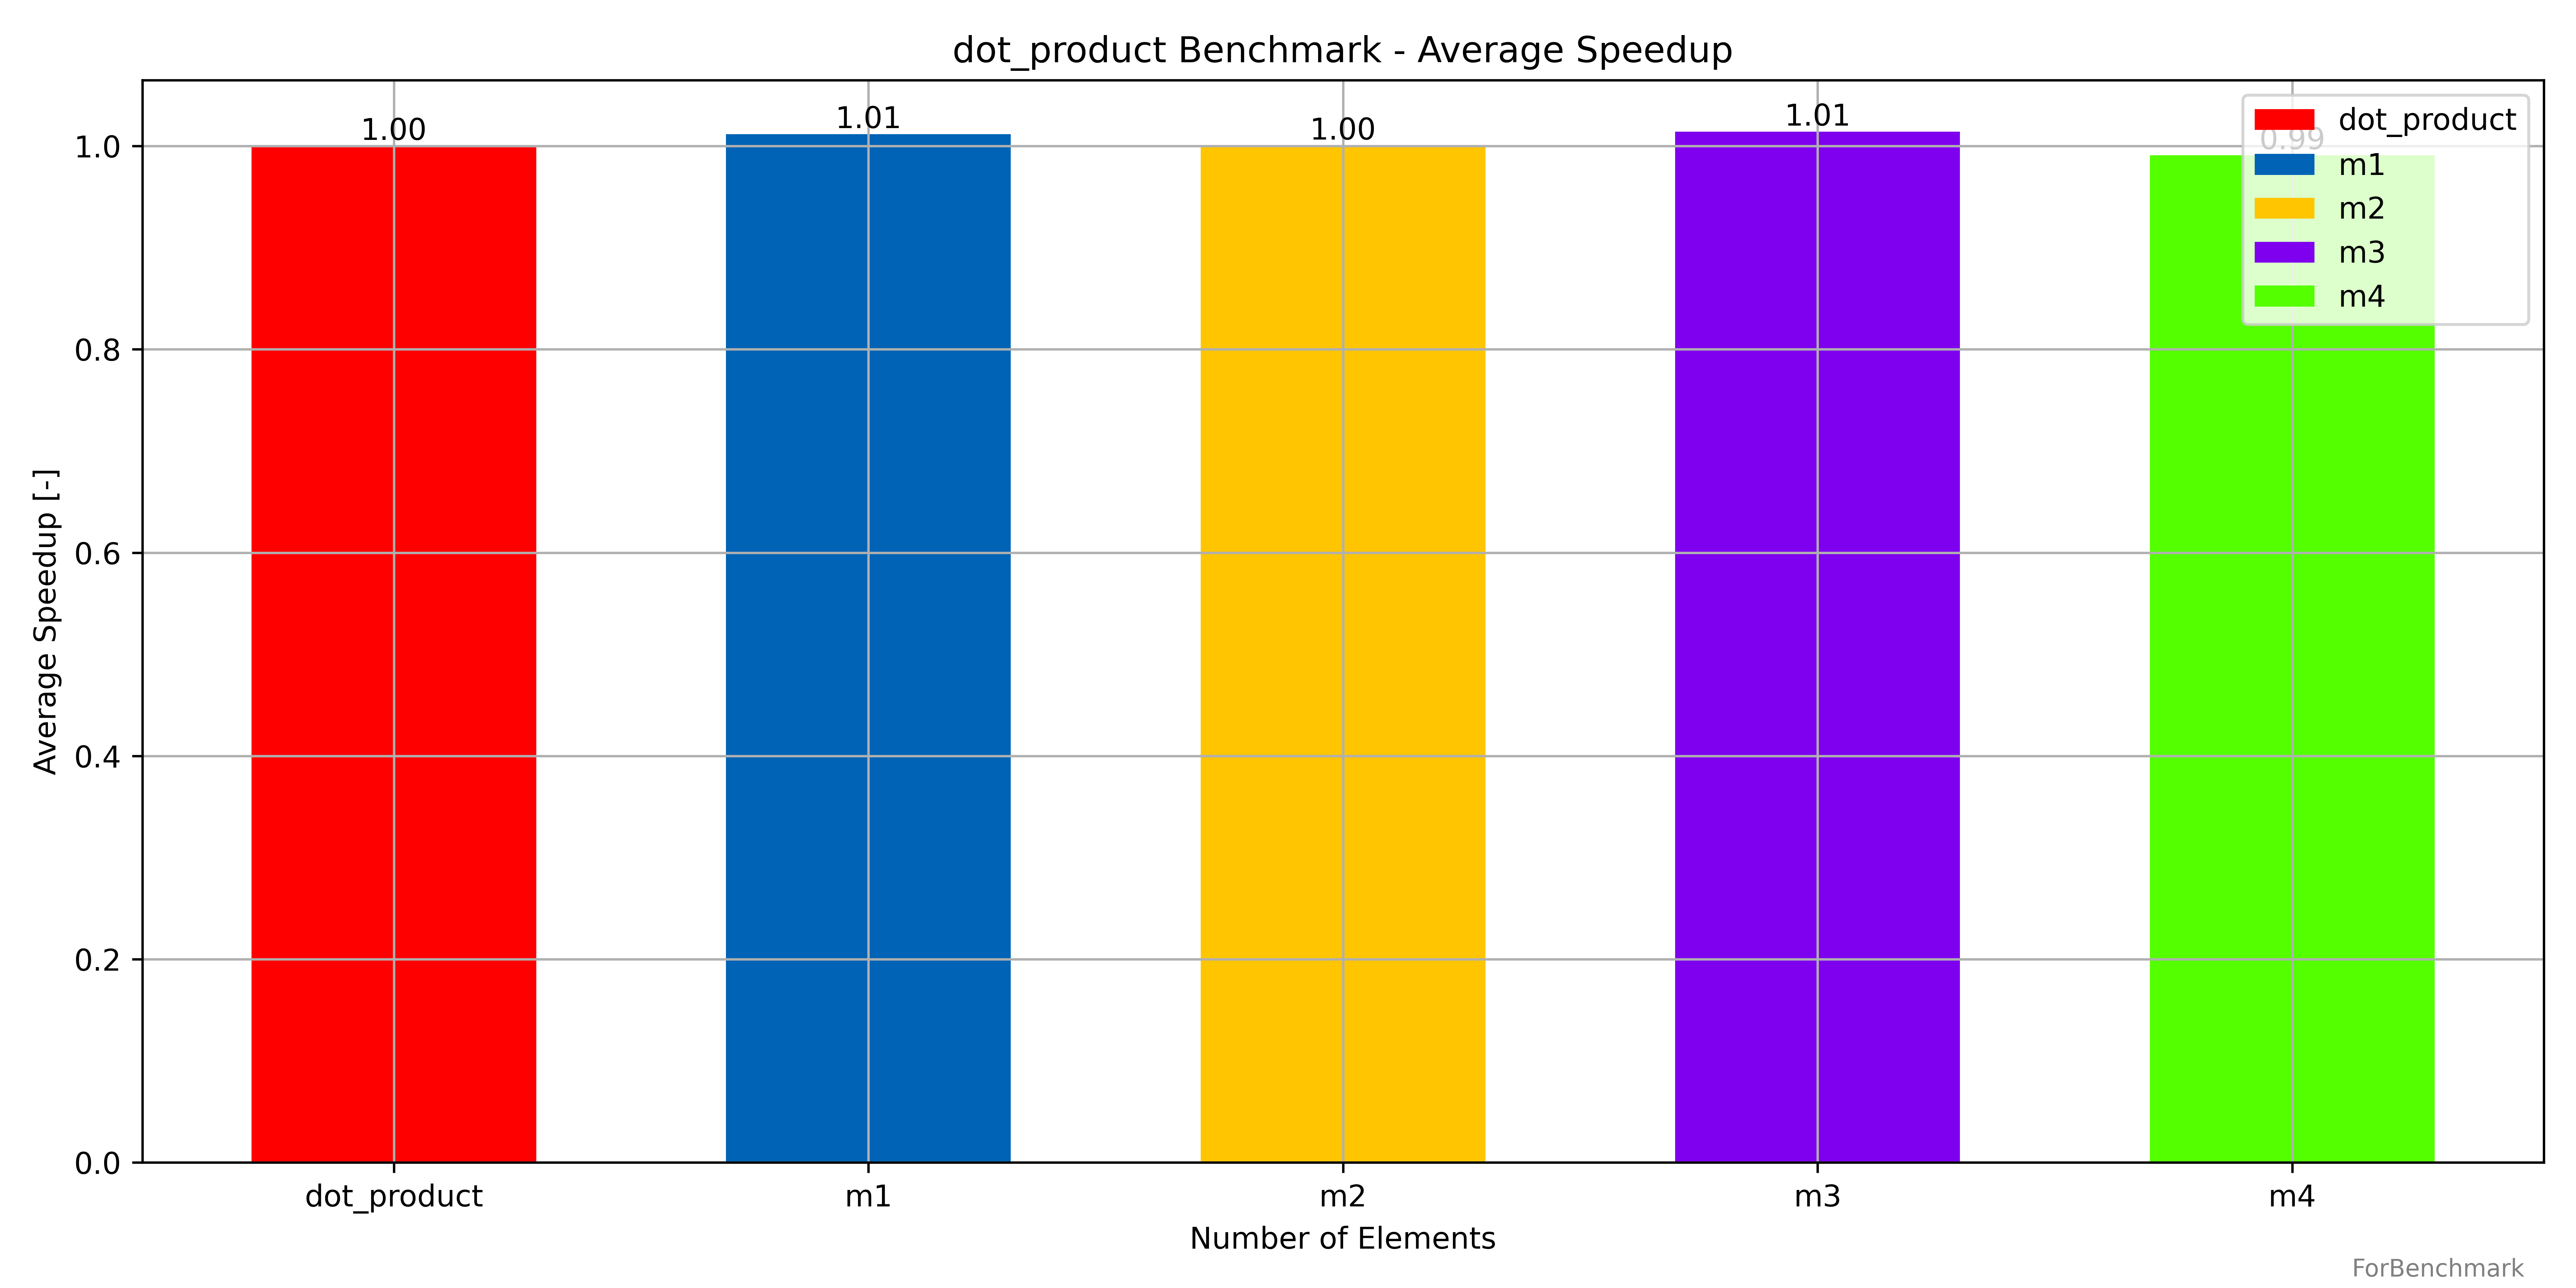 dot_product Benchmark - Average Speedup
1.00
1.01
1.00
1.01
0.99
dot_product
m1
m2
m3
m4
1.0
0.8
0.6
0.4
0.2
0.0
Average Speedup [-]
dot_product m1 m2 m3 m4
Number of Elements
ForBenchmark